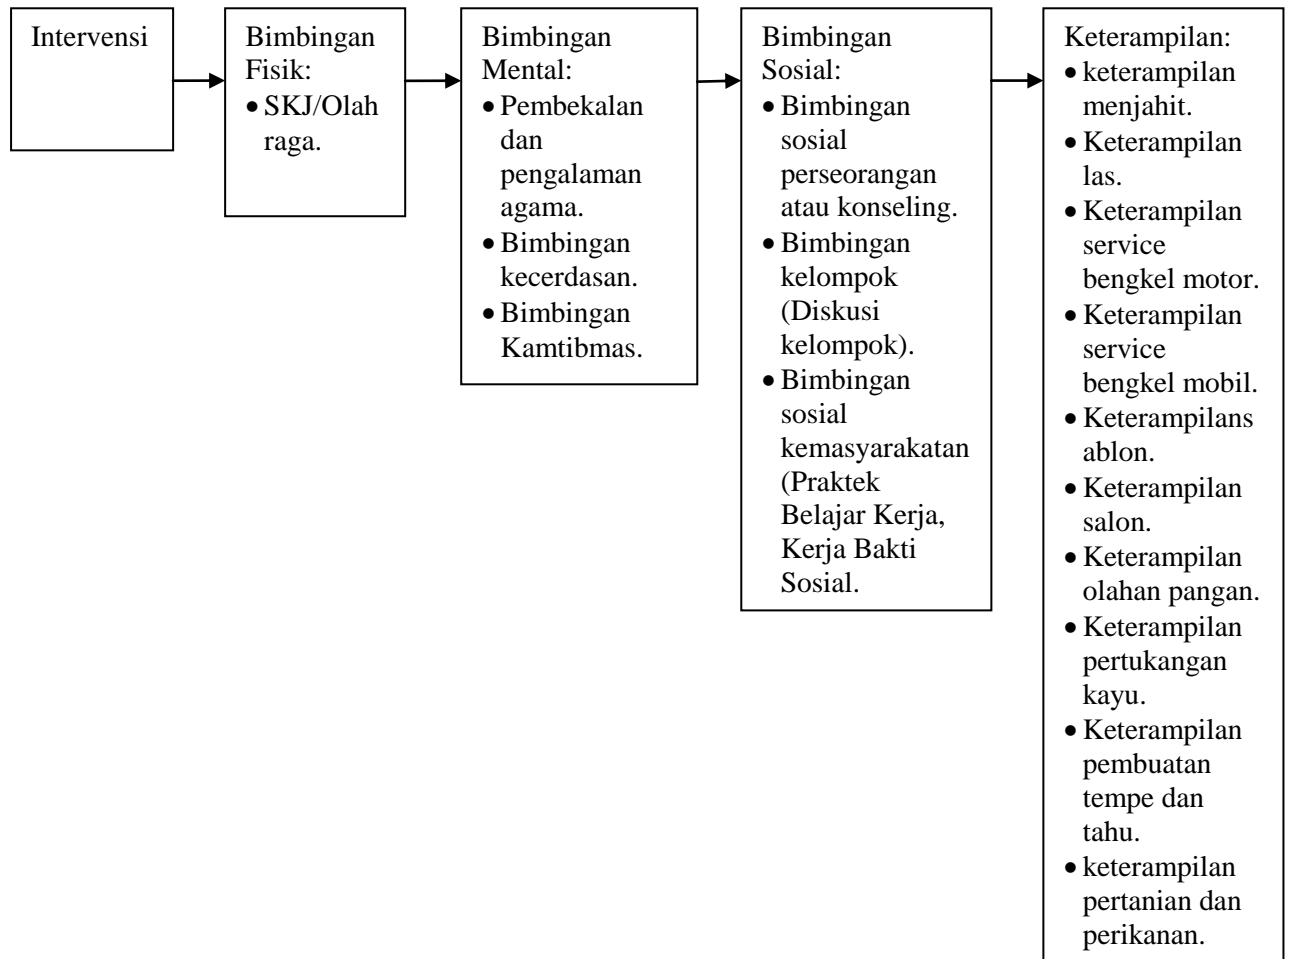 Intervensi
Bimbingan
Fisik:
• SKJ/Olah
raga.
Bimbingan
Mental:
• Pembekalan
dan
pengalaman
agama.
• Bimbingan
kecerdasan.
• Bimbingan
Kamtibmas.
Bimbingan
Sosial:
• Bimbingan
sosial
perseorangan
atau konseling.
• Bimbingan
kelompok
(Diskusi
kelompok).
• Bimbingan
sosial
kemasyarakatan
(Praktek
Belajar Kerja,
Kerja Bakti
Sosial.
Keterampilan:
• keterampilan
menjahit.
• Keterampilan
las.
• Keterampilan
service
bengkel motor.
• Keterampilan
service
bengkel mobil.
• Keterampilans
ablon.
• Keterampilan
salon.
• Keterampilan
olahan pangan.
• Keterampilan
pertukangan
kayu.
• Keterampilan
pembuatan
tempe dan
tahu.
• keterampilan
pertanian dan
perikanan.